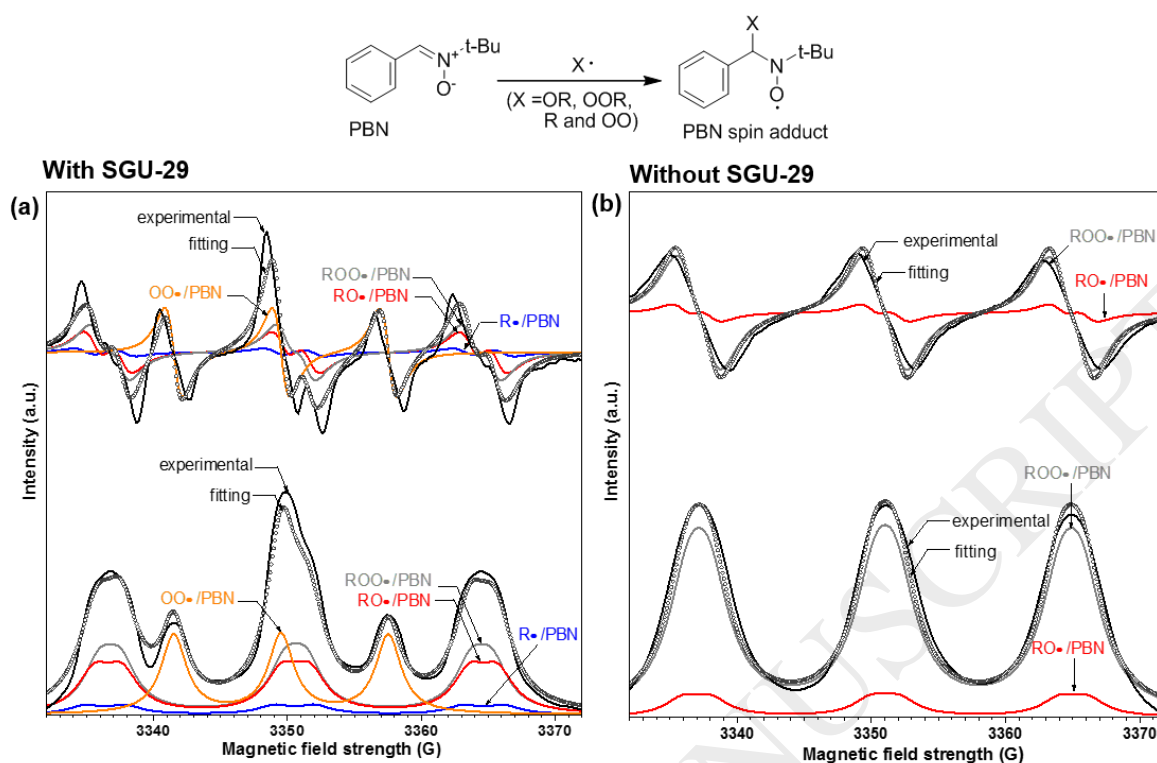 X
t-Bu
N+
O-
PBN
X •
(X =OR, OOR,
R and OO)
t-Bu
N
O
•
PBN spin adduct
With SGU-29
(a)
experimental
fitting
OO•/PBN
ROO•/PBN
RO•/PBN
R•/PBN
experimental
fitting
OO•/PBN
ROO•/PBN
RO•/PBN
R•/PBN
Intensity (a.u.)
3340
3350
3360
3370
Magnetic field strength (G)
Without SGU-29
(b)
experimental
fitting
ROO•/PBN
RO•/PBN
ROO•/PBN
experimental
fitting
RO•/PBN
Intensity (a.u.)
3340
3350
3360
3370
Magnetic field strength (G)
NUSCRIPT